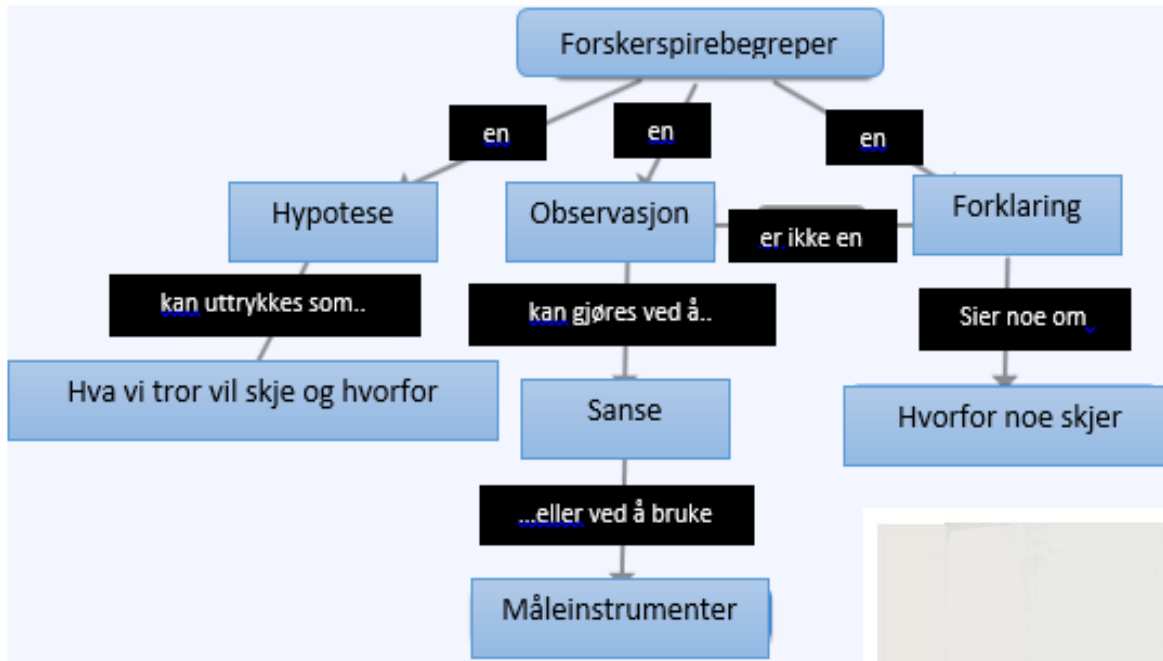 Forskerspirebegreper
en
en
en
Hypotese
Observasjon
er ikke en
Forklaring
kan uttrykkes som..
kan gjøres ved å..
Sier noe om
Hva vi tror vil skje og hvorfor
Sanse
Hvorfor noe skjer
...eller ved å bruke
Måleinstrumenter